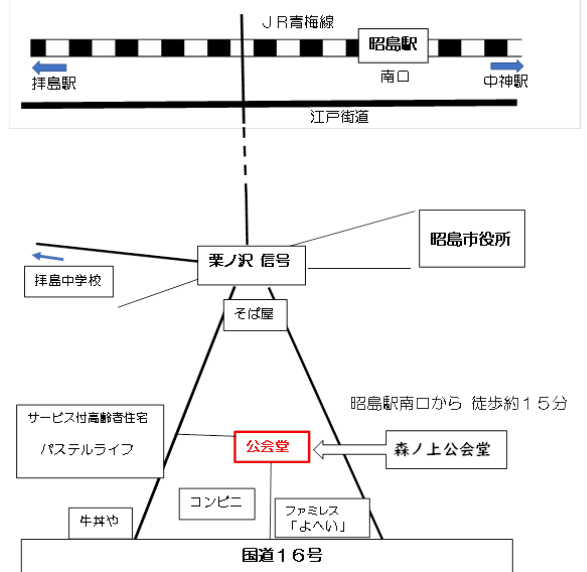 JR青梅線
昭島駅
拝島駅
南口
中神駅
江戸街道
昭島市役所
栗ノ沢 信号
拝島中学校
そば屋
昭島駅南口から 徒歩約15分
サービス付高齢者住宅
パステルライフ
公会堂
森ノ上公会堂
コンビニ
牛丼や
ファミレス
「よへい」
国道16号